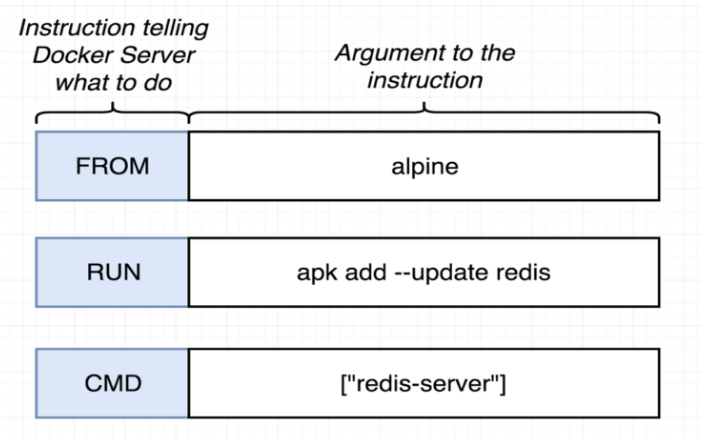 Instruction telling
Docker Server
what to do
Argument to the
instruction
FROM
alpine
RUN
apk add --update redis
CMD
["redis-server"]